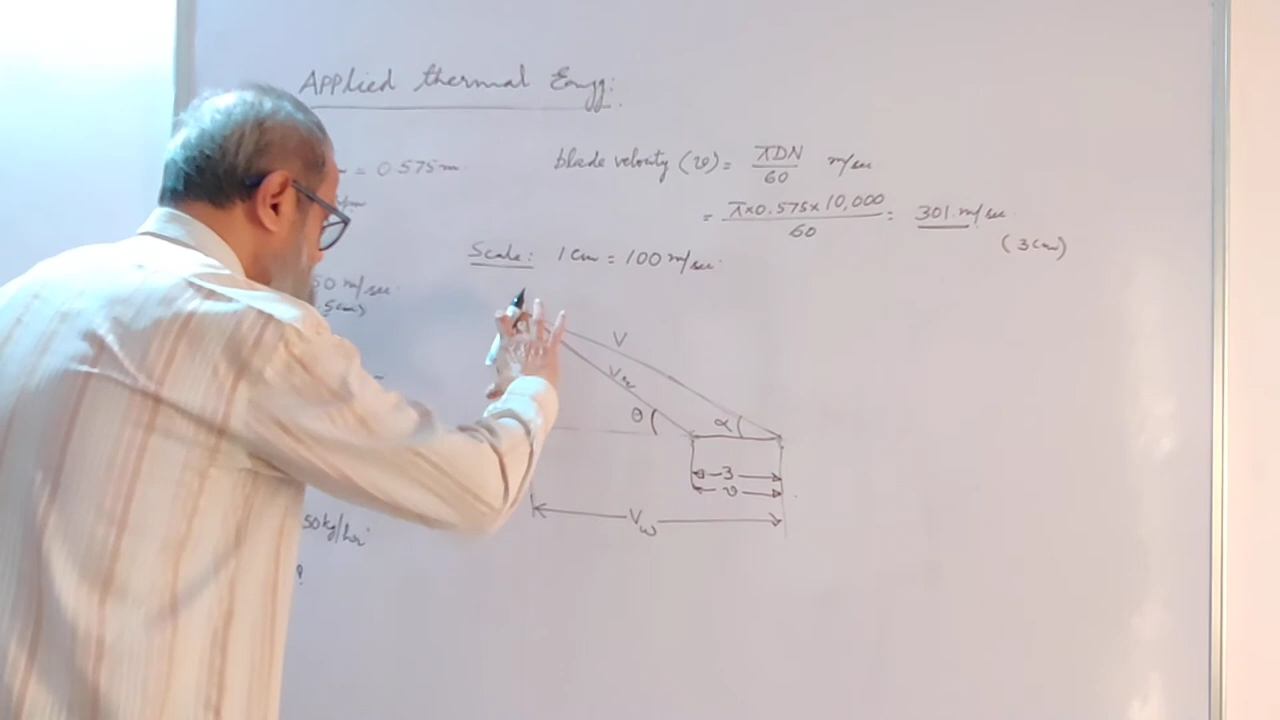 Applied thermal Engg:
= 0.575m
blade velocity (v) = πDN/60 m/sec
= π×0.575×10,000/60 = 301 m/sec
(3cm)
Scale: 1cm = 100 m/sec
50 m/sec
.5cm)
V
Vr
θ
α
3
v
Vw
50kg/hr
?